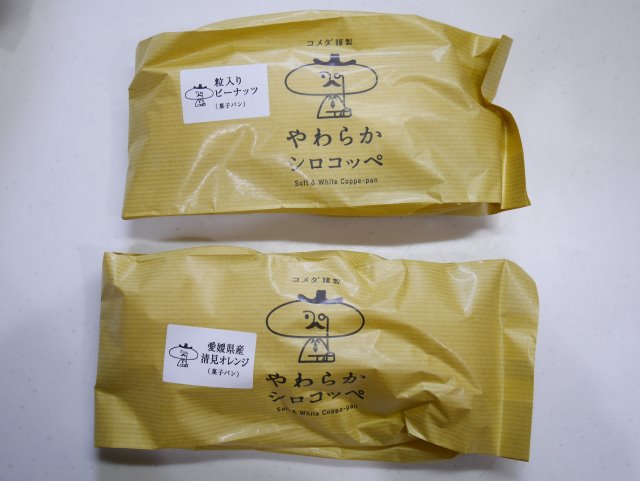 コメダ謹製
粒入り
ピーナッツ
(菓子パン)
やわらか
シロコッペ
Soft & White Coppe-pan
コメダ謹製
愛媛県産
清見オレンジ
(菓子パン)
やわらか
シロコッペ
Soft & White Coppe-pan